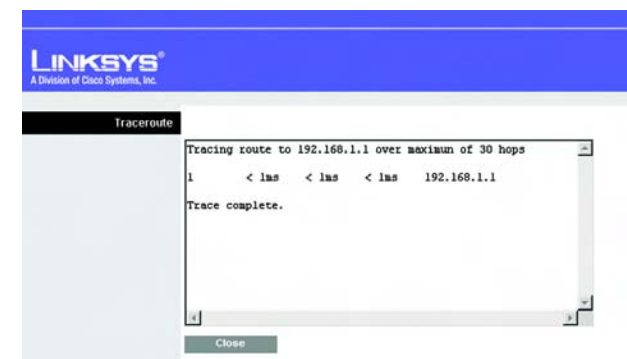 LINKSYS®
A Division of Cisco Systems, Inc.
Traceroute
Tracing route to 192.168.1.1 over maximun of 30 hops
1 < 1ms < 1ms < 1ms 192.168.1.1
Trace complete.
Close